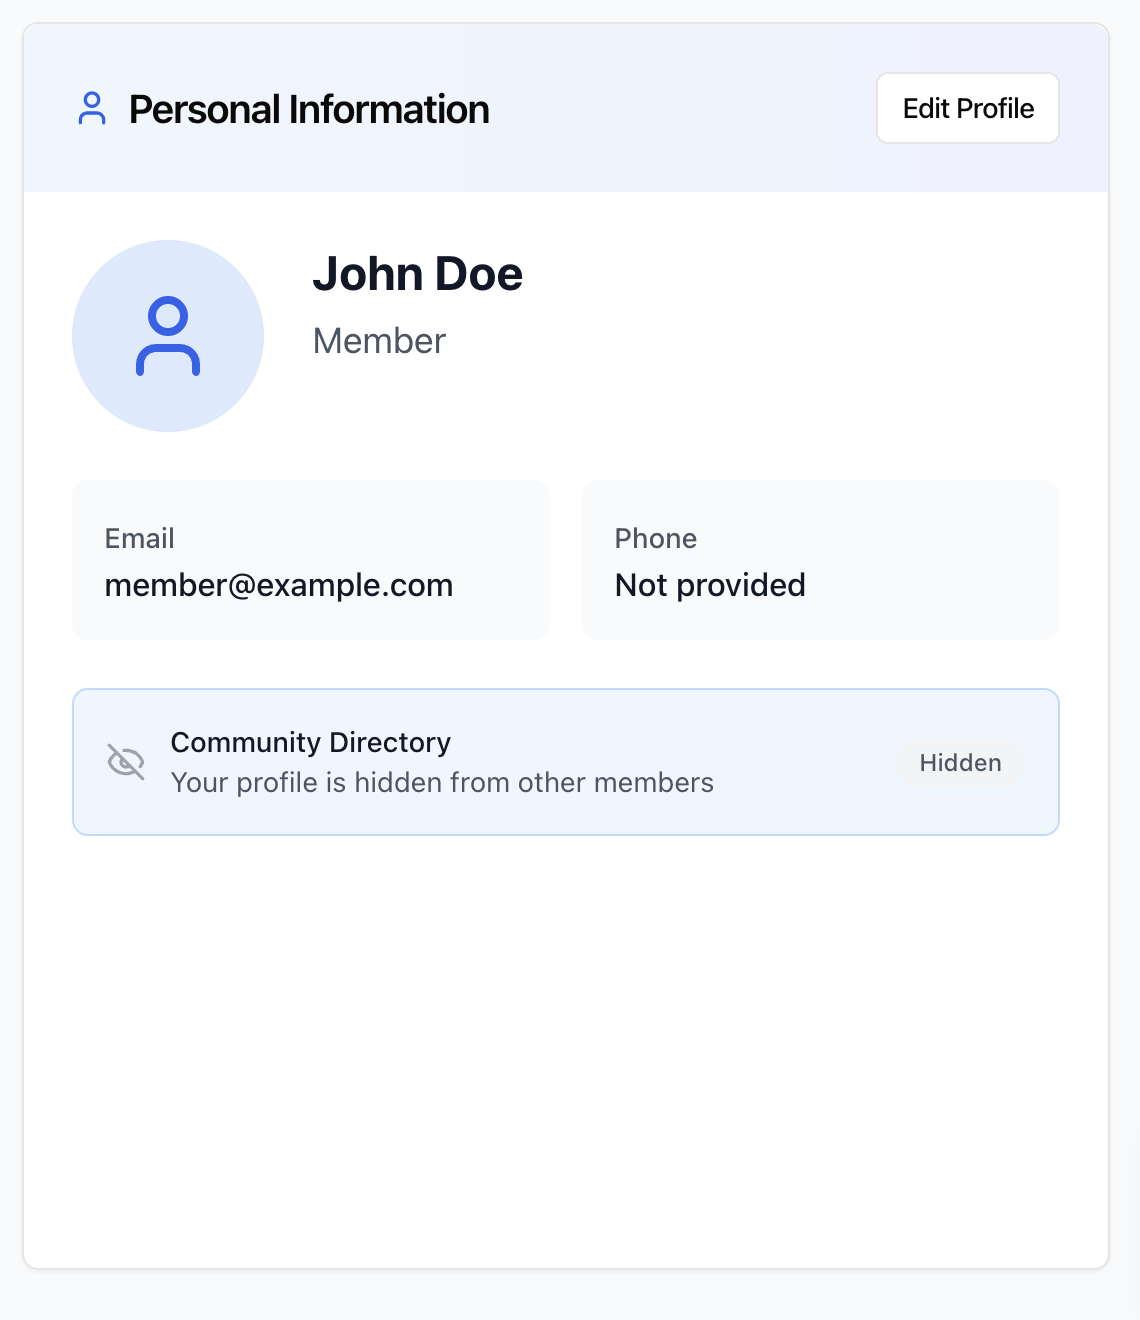 Personal Information
Edit Profile
John Doe
Member
Email
member@example.com
Phone
Not provided
Community Directory
Your profile is hidden from other members
Hidden